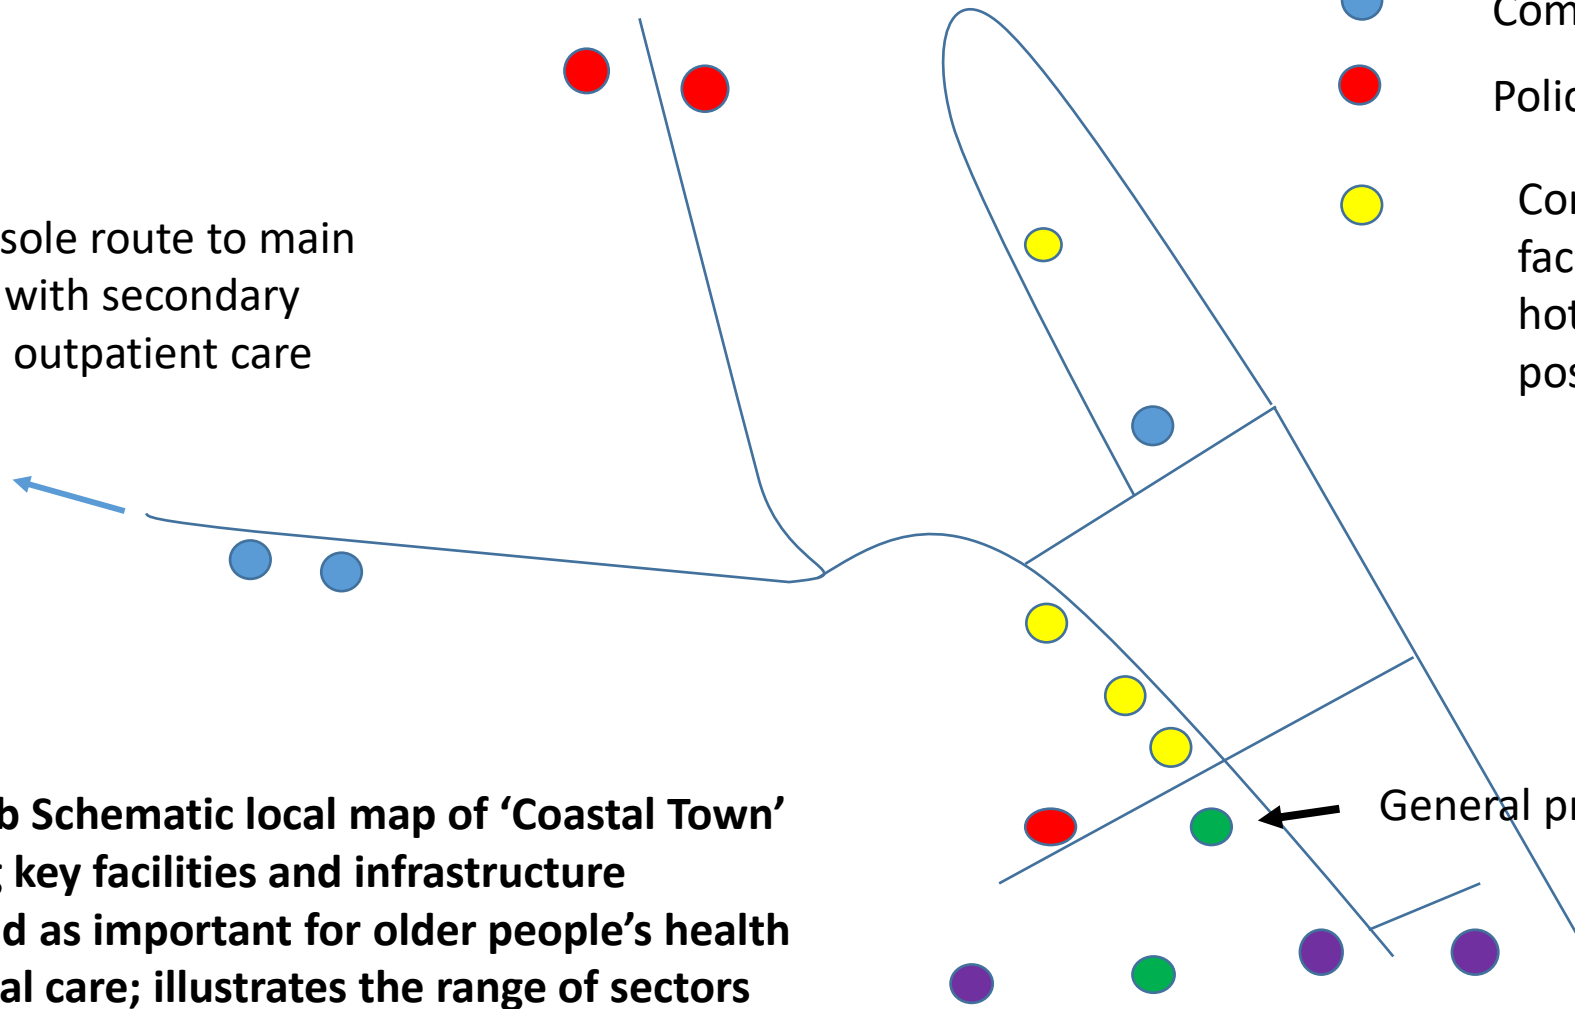 Com
Polic
Con
fac
hot
pos
sole route to main
with secondary
outpatient care
General pr
b Schematic local map of ‘Coastal Town’
g key facilities and infrastructure
d as important for older people’s health
al care; illustrates the range of sectors